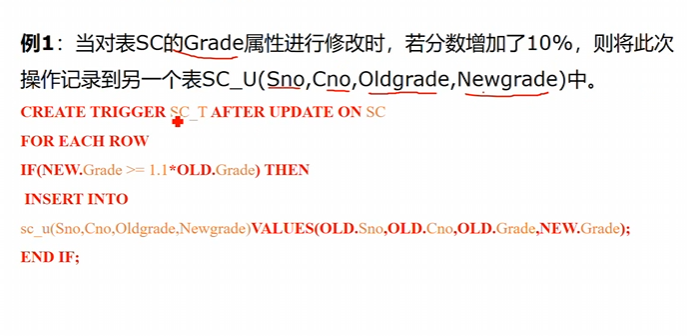 例1：当对表SC的Grade属性进行修改时，若分数增加了10%，则将此次
操作记录到另一个表SC_U(Sno,Cno,Oldgrade,Newgrade)中。
CREATE TRIGGER SC_T AFTER UPDATE ON SC
FOR EACH ROW
IF(NEW.Grade >= 1.1*OLD.Grade) THEN
INSERT INTO
sc_u(Sno,Cno,Oldgrade,Newgrade)VALUES(OLD.Sno,OLD.Cno,OLD.Grade,NEW.Grade);
END IF;